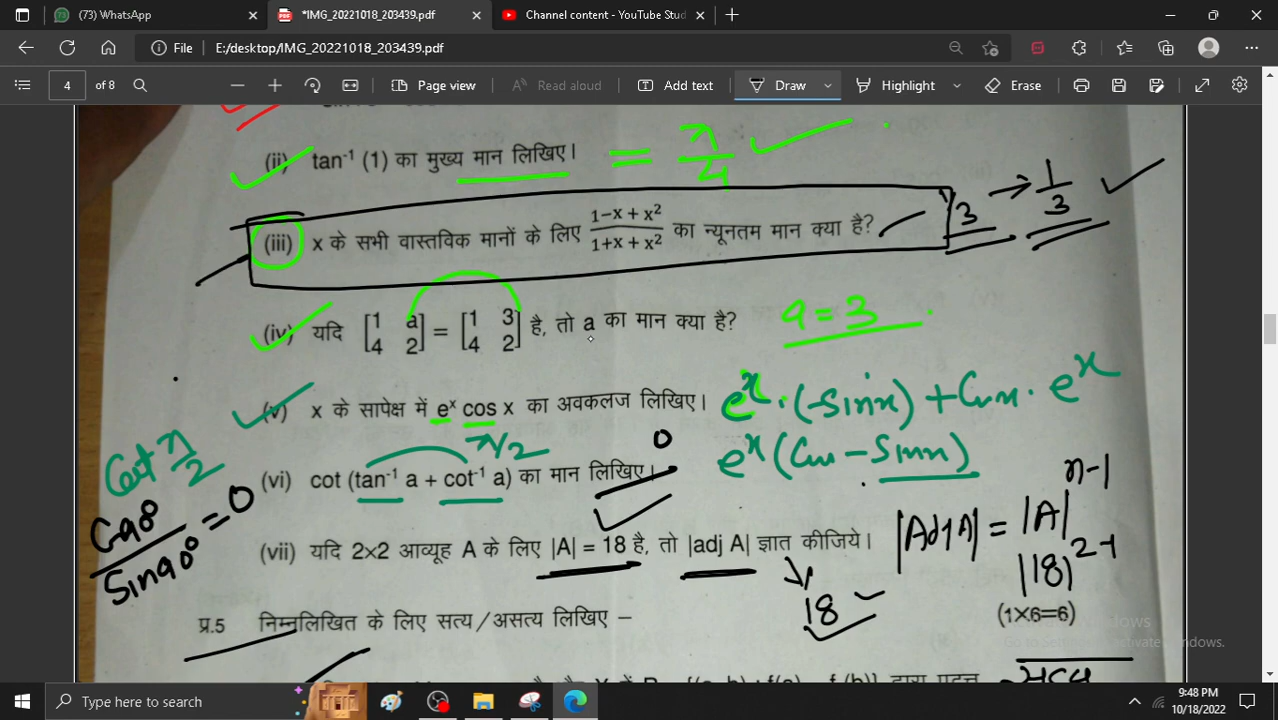 (73) WhatsApp
*IMG_20221018_203439.pdf
Channel content - YouTube Stud
File E:/desktop/IMG_20221018_203439.pdf
4 of 8
Page view
Read aloud
Add text
Draw
Highlight
Erase
(ii) tan⁻¹ (1) का मुख्य मान लिखिए। = π/4
(iii) x के सभी वास्तविक मानों के लिए (1-x + x²)/(1+x + x²) का न्यूनतम मान क्या है? 3 → 1/3
(iv) यदि [1 a; 4 2] = [1 3; 4 2] है, तो a का मान क्या है? a = 3
(v) x के सापेक्ष में eˣ cos x का अवकलज लिखिए। eˣ·(-Sinx) + Cosx·eˣ
π/2 0 eˣ(Cosx - Sinx)
Cot π/2
(vi) cot (tan⁻¹ a + cot⁻¹ a) का मान लिखिए।
Cos90°/Sin90° = 0
(vii) यदि 2×2 आव्यूह A के लिए |A| = 18 है, तो |adj A| ज्ञात कीजिये। |Adj A| = |A|ⁿ⁻¹
|18|²⁻¹
18
(1×6=6)
प्र.5 निम्नलिखित के लिए सत्य/असत्य लिखिए –
Type here to search
9:48 PM
10/18/2022